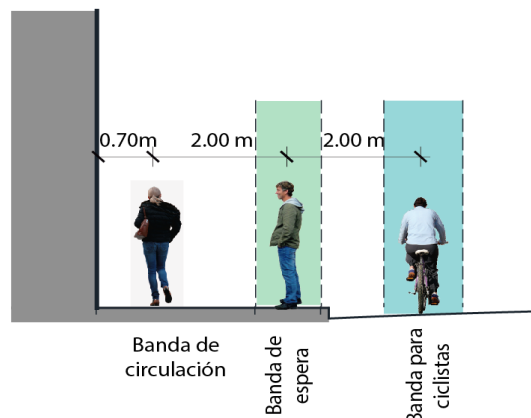 0.70m
2.00 m
2.00 m
Banda de
circulación
Banda de
espera
Banda para
ciclistas